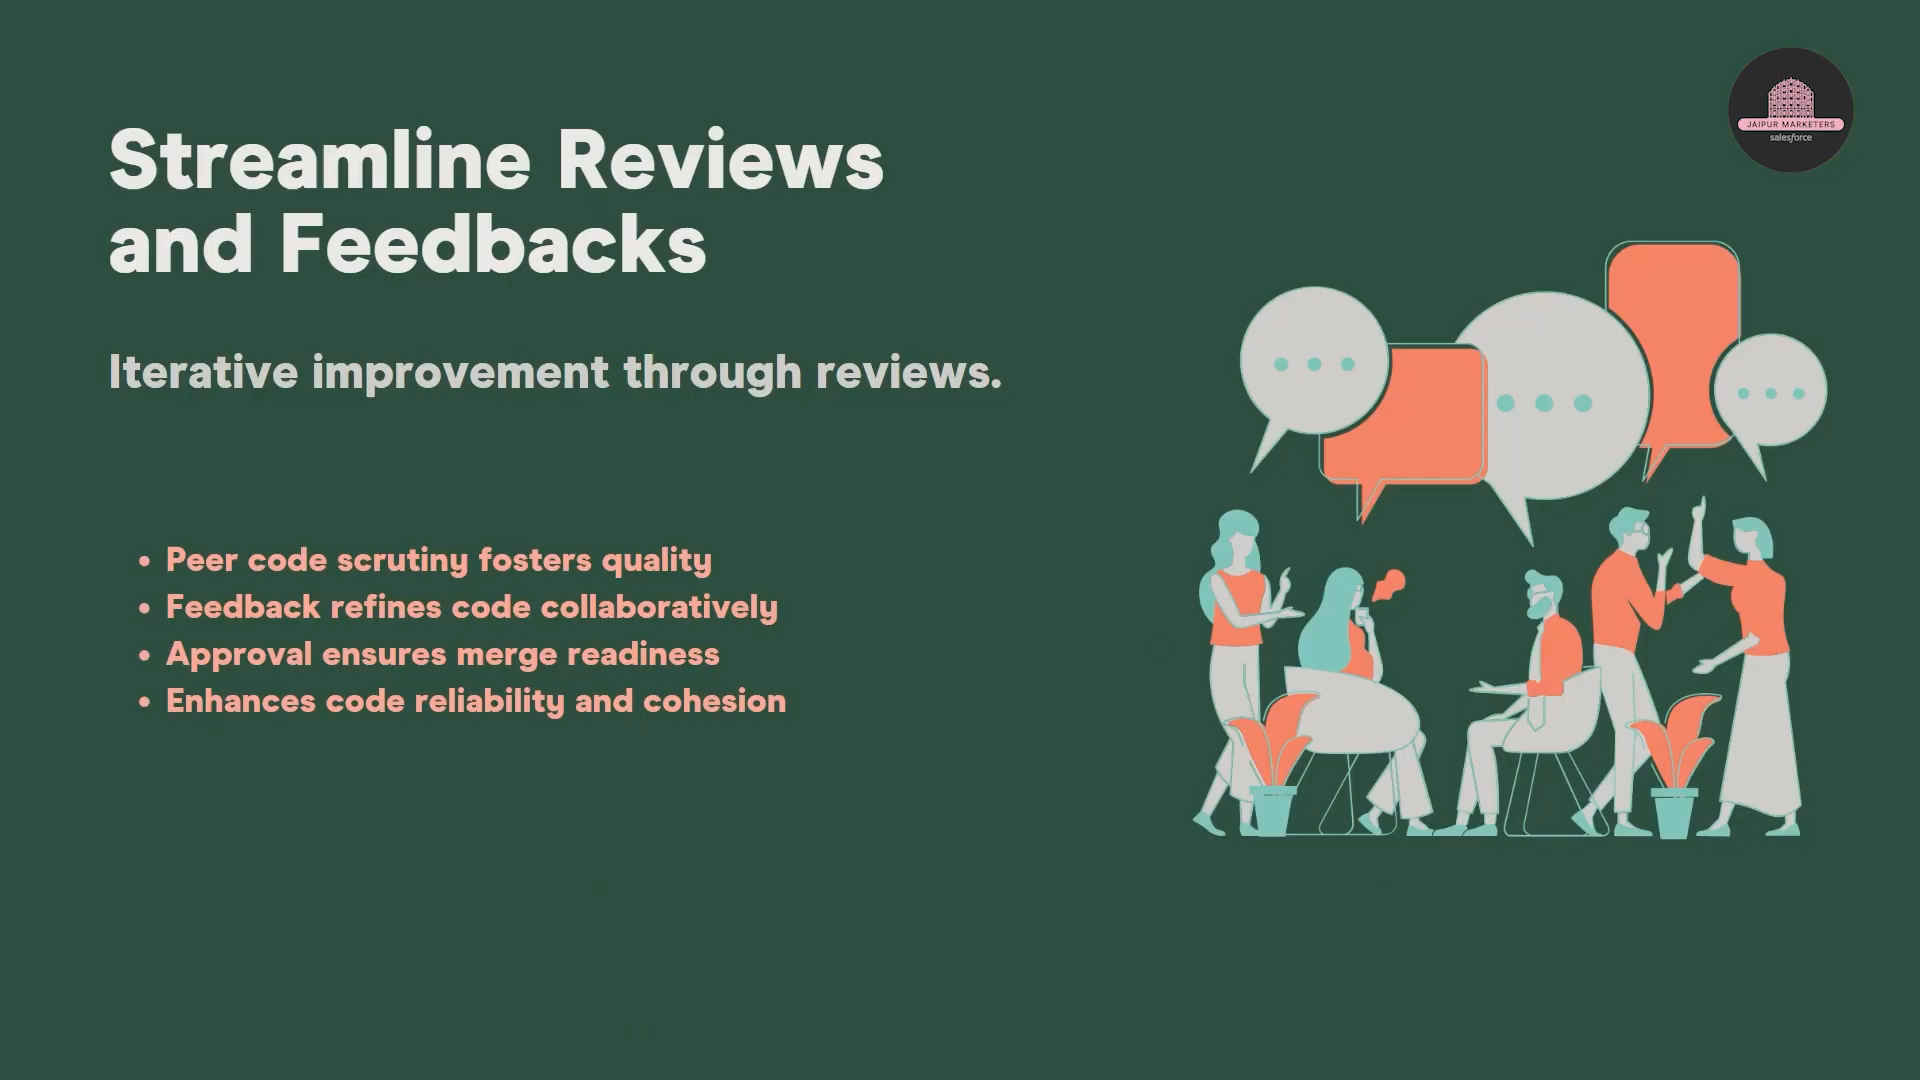 JAIPUR MARKETERS
salesforce
Streamline Reviews
and Feedbacks
Iterative improvement through reviews.
• Peer code scrutiny fosters quality
• Feedback refines code collaboratively
• Approval ensures merge readiness
• Enhances code reliability and cohesion